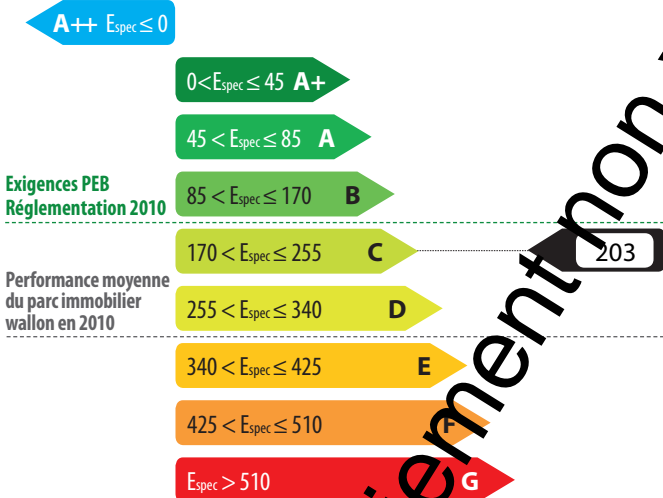 A++ Espec ≤ 0
0<Espec ≤ 45 A+
45 < Espec ≤ 85 A
Exigences PEB
Réglementation 2010
85 < Espec ≤ 170 B
170 < Espec ≤ 255 C
203
Performance moyenne
du parc immobilier
wallon en 2010
255 < Espec ≤ 340 D
340 < Espec ≤ 425 E
425 < Espec ≤ 510 F
Espec > 510 G
ement non